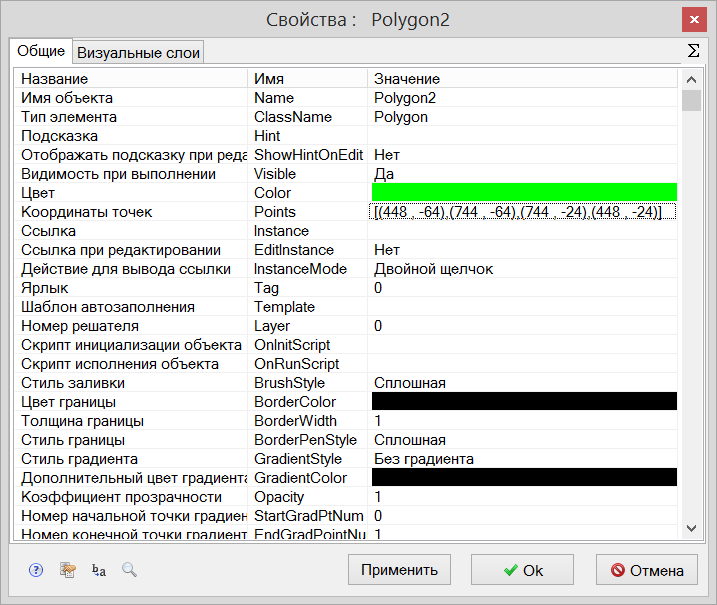 Свойства : Polygon2
Общие Визуальные слои Σ
Название Имя Значение
Имя объекта Name Polygon2
Тип элемента ClassName Polygon
Подсказка Hint
Отображать подсказку при реда ShowHintOnEdit Нет
Видимость при выполнении Visible Да
Цвет Color
Координаты точек Points [(448 , -64),(744 , -64),(744 , -24),(448 , -24)]
Ссылка Instance
Ссылка при редактировании EditInstance Нет
Действие для вывода ссылки InstanceMode Двойной щелчок
Ярлык Tag 0
Шаблон автозаполнения Template
Номер решателя Layer 0
Скрипт инициализации объекта OnInitScript
Скрипт исполнения объекта OnRunScript
Стиль заливки BrushStyle Сплошная
Цвет границы BorderColor
Толщина границы BorderWidth 1
Стиль границы BorderPenStyle Сплошная
Стиль градиента GradientStyle Без градиента
Дополнительный цвет градиента GradientColor
Коэффициент прозрачности Opacity 1
Номер начальной точки градиен StartGradPtNum 0
Номер конечной точки градиент EndGradPointNu 1
? ba Применить Ok Отмена